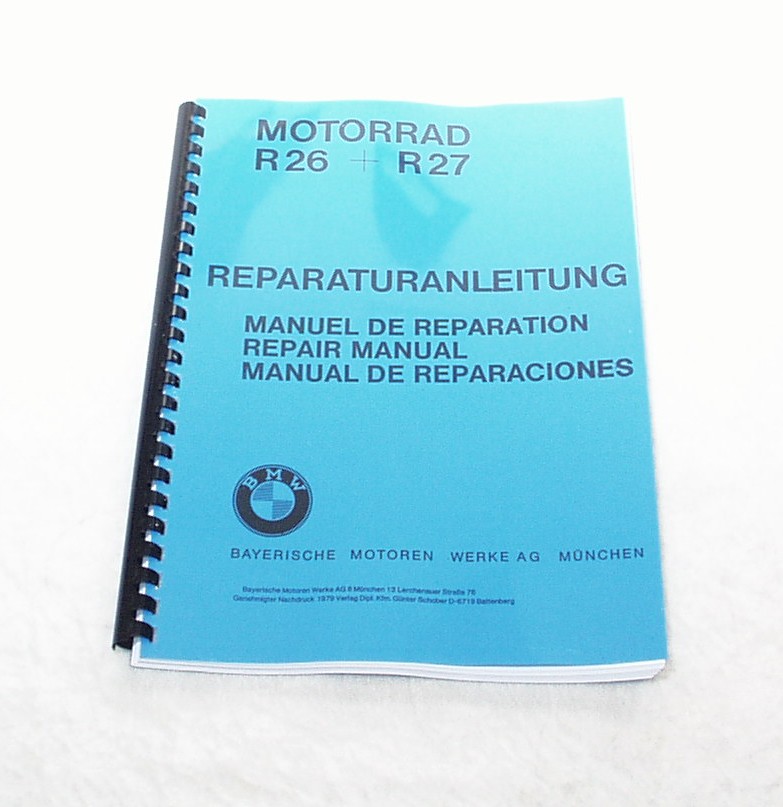 MOTORRAD
R26 + R27
REPARATURANLEITUNG
MANUEL DE REPARATION
REPAIR MANUAL
MANUAL DE REPARACIONES
BMW
BAYERISCHE MOTOREN WERKE AG MÜNCHEN
Bayerische Motoren Werke AG 8 München 13 Lerchenauer Straße 76
Genehmigter Nachdruck 1979 Verlag Dipl. Kfm. Günter Schober D-6719 Battenberg